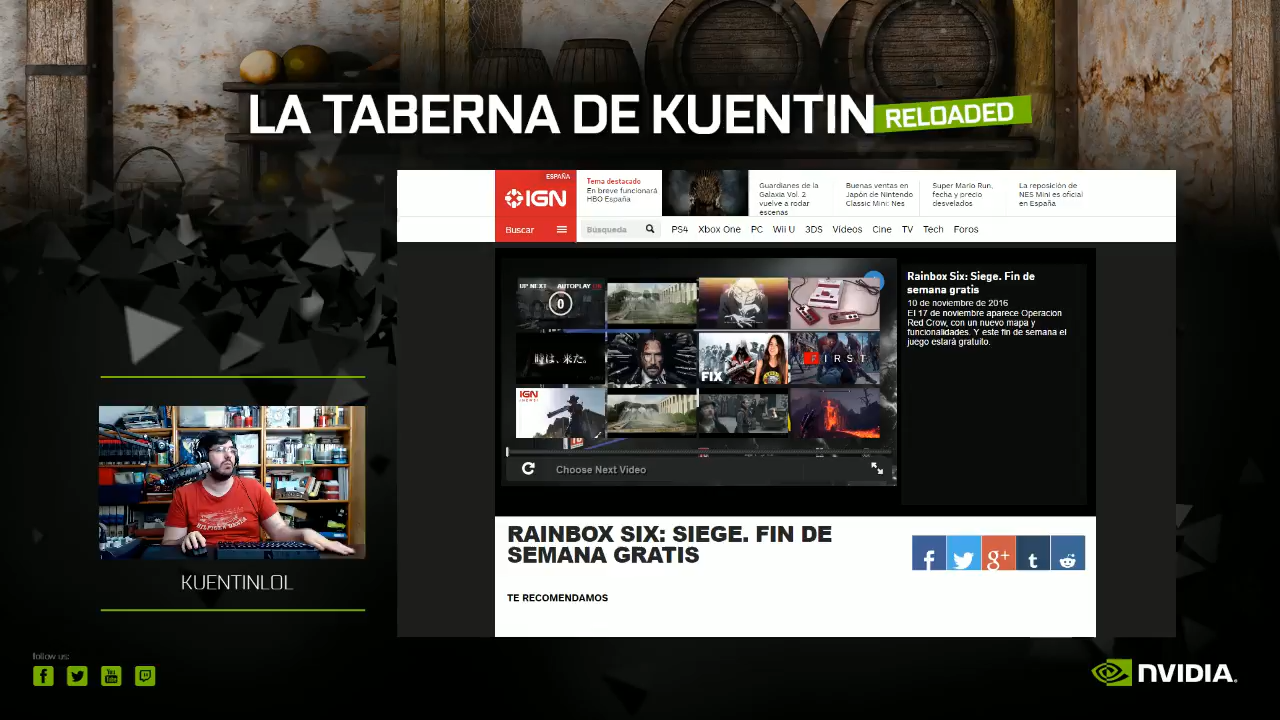 LA TABERNA DE KUENTIN
RELOADED
ESPAÑA
IGN
Tema destacado
En breve funcionará
HBO España
Guardianes de la
Galaxia Vol. 2
vuelve a rodar
escenas
Buenas ventas en
Japón de Nintendo
Classic Mini: Nes
Super Mario Run,
fecha y precio
desvelados
La reposición de
NES Mini es oficial
en España
Buscar
Búsqueda
PS4 Xbox One PC Wii U 3DS Vídeos Cine TV Tech Foros
UP NEXT AUTOPLAY
0
瞳は、来た。
FIX
FIRST
IGN
Choose Next Video
Rainbox Six: Siege. Fin de
semana gratis
10 de noviembre de 2016
El 17 de noviembre aparece Operacion
Red Crow, con un nuevo mapa y
funcionalidades. Y este fin de semana el
juego estará gratuito.
RAINBOX SIX: SIEGE. FIN DE
SEMANA GRATIS
TE RECOMENDAMOS
KUENTINLOL
follow us:
NVIDIA.